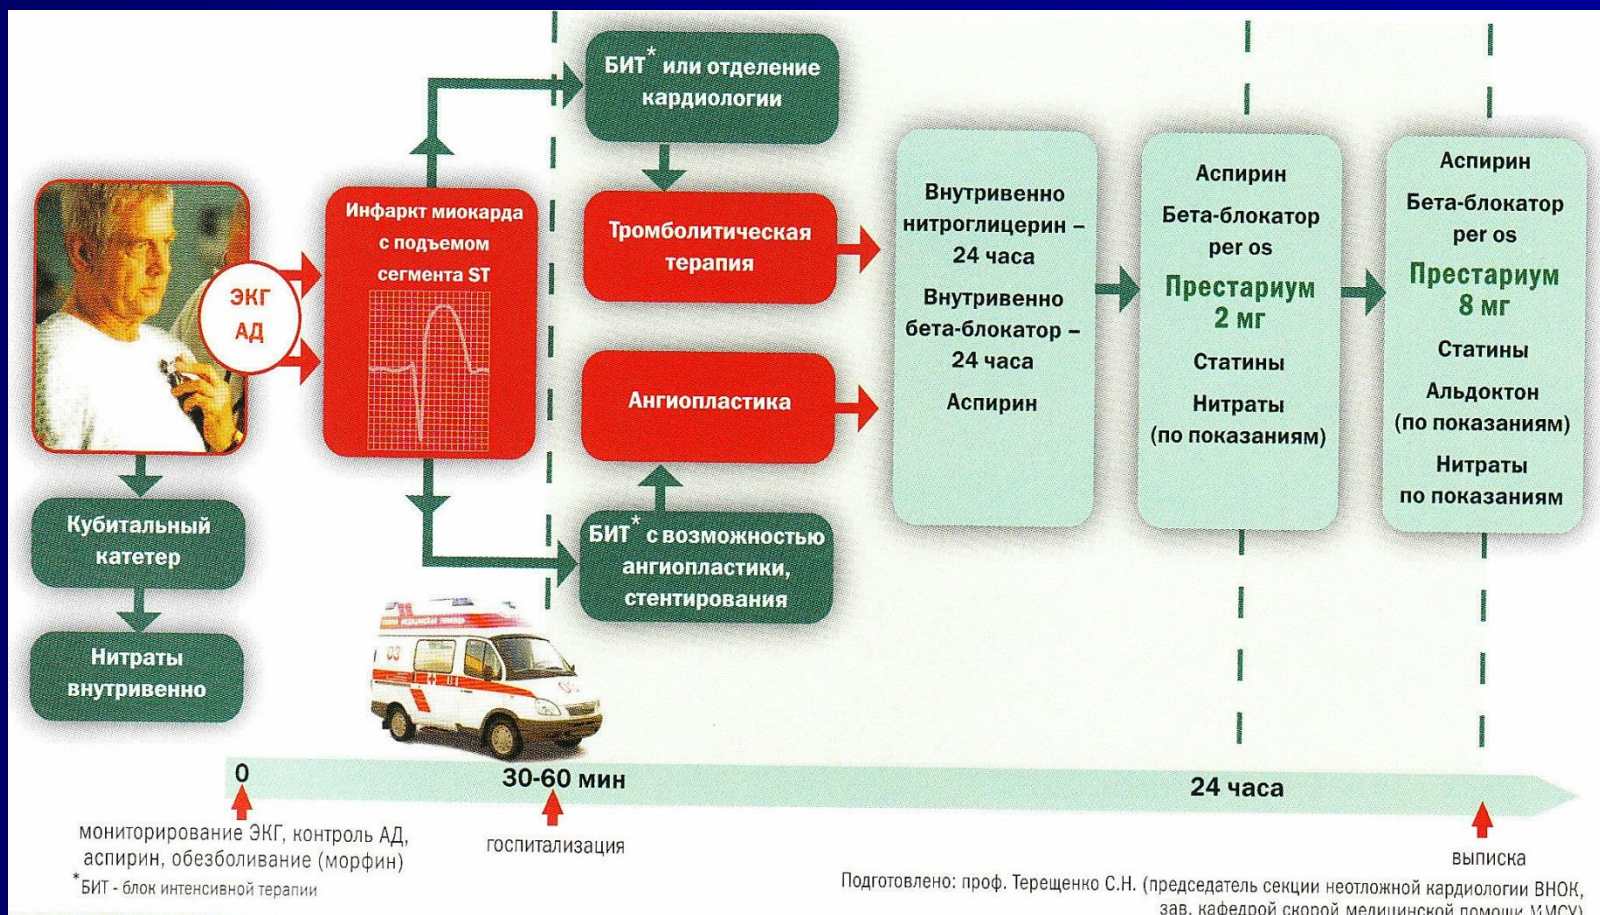 ЭКГ
АД
Кубитальный
катетер
Нитраты
внутривенно
Инфаркт миокарда
с подъемом
сегмента ST
БИТ* или отделение
кардиологии
Тромболитическая
терапия
Ангиопластика
БИТ* с возможностью
ангиопластики,
стентирования
Внутривенно
нитроглицерин –
24 часа
Внутривенно
бета-блокатор –
24 часа
Аспирин
Аспирин
Бета-блокатор
per os
Престариум
2 мг
Статины
Нитраты
(по показаниям)
Аспирин
Бета-блокатор
per os
Престариум
8 мг
Статины
Альдоктон
(по показаниям)
Нитраты
по показаниям
03
0
30-60 мин
24 часа
мониторирование ЭКГ, контроль АД,
аспирин, обезболивание (морфин)
госпитализация
выписка
*БИТ - блок интенсивной терапии
Подготовлено: проф. Терещенко С.Н. (председатель секции неотложной кардиологии ВНОК,
зав. кафедрой скорой медицинской помощи